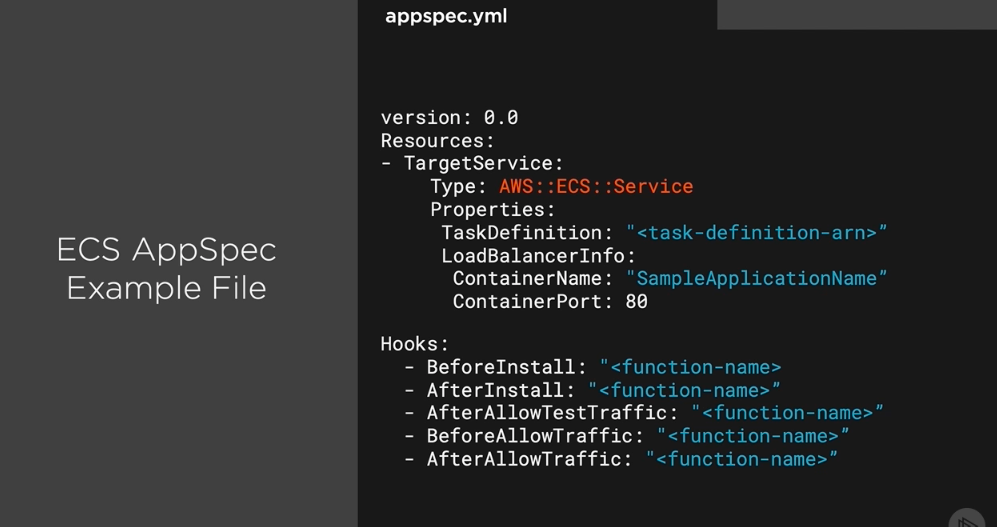 appspec.yml
ECS AppSpec
Example File
version: 0.0
Resources:
- TargetService:
Type: AWS::ECS::Service
Properties:
TaskDefinition: "<task-definition-arn>”
LoadBalancerInfo:
ContainerName: "SampleApplicationName”
ContainerPort: 80
Hooks:
- BeforeInstall: "<function-name>
- AfterInstall: "<function-name>”
- AfterAllowTestTraffic: "<function-name>”
- BeforeAllowTraffic: "<function-name>”
- AfterAllowTraffic: "<function-name>”